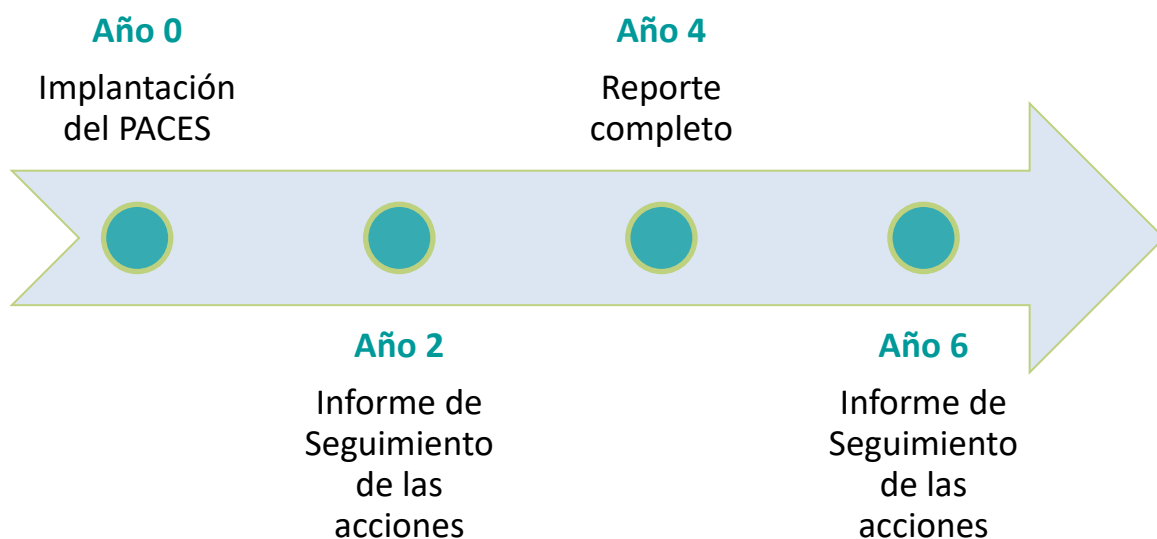 Año 0
Implantación
del PACES
Año 4
Reporte
completo
Año 2
Informe de
Seguimiento
de las
acciones
Año 6
Informe de
Seguimiento
de las
acciones